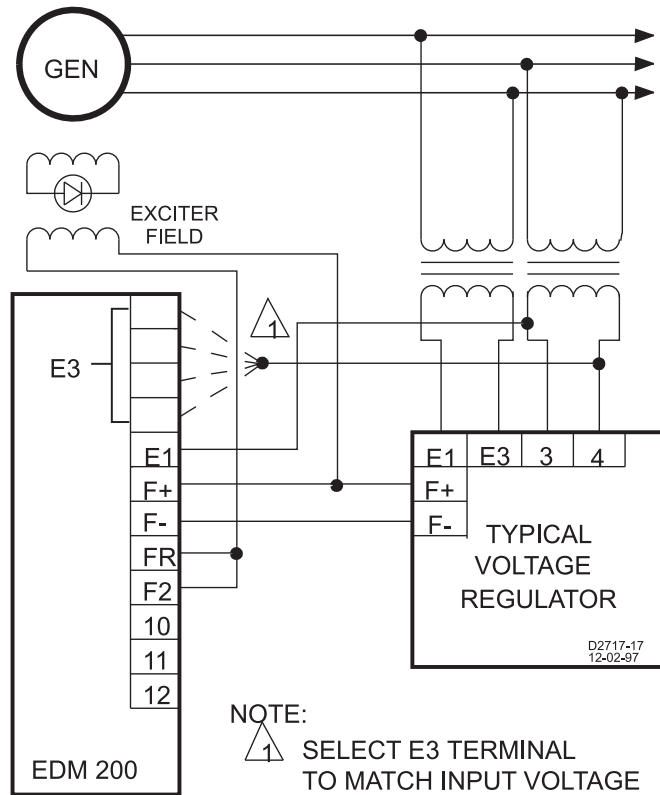 GEN
EXCITER
FIELD
1
E3
E1
F+
F-
FR
F2
10
11
12
EDM 200
E1 E3 3 4
F+
F-
TYPICAL
VOLTAGE
REGULATOR
D2717-17
12-02-97
NOTE:
1 SELECT E3 TERMINAL
TO MATCH INPUT VOLTAGE